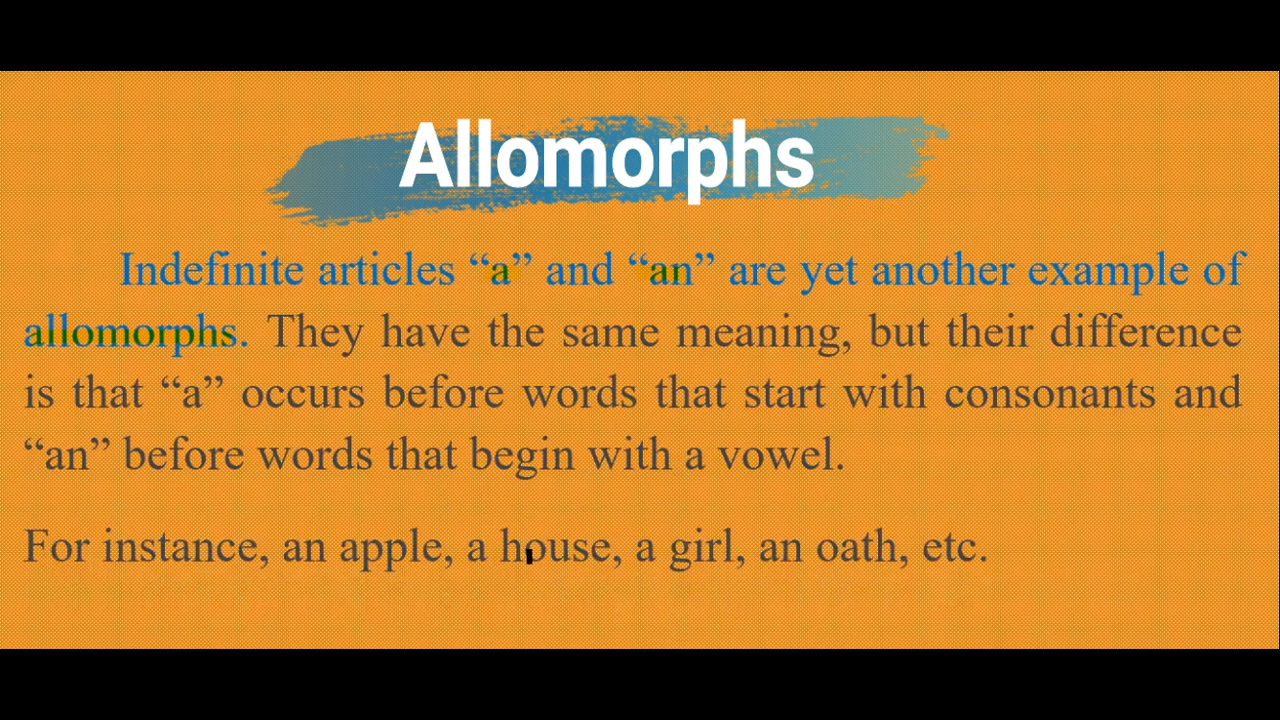 Allomorphs
Indefinite articles “a” and “an” are yet another example of
allomorphs. They have the same meaning, but their difference
is that “a” occurs before words that start with consonants and
“an” before words that begin with a vowel.
For instance, an apple, a house, a girl, an oath, etc.